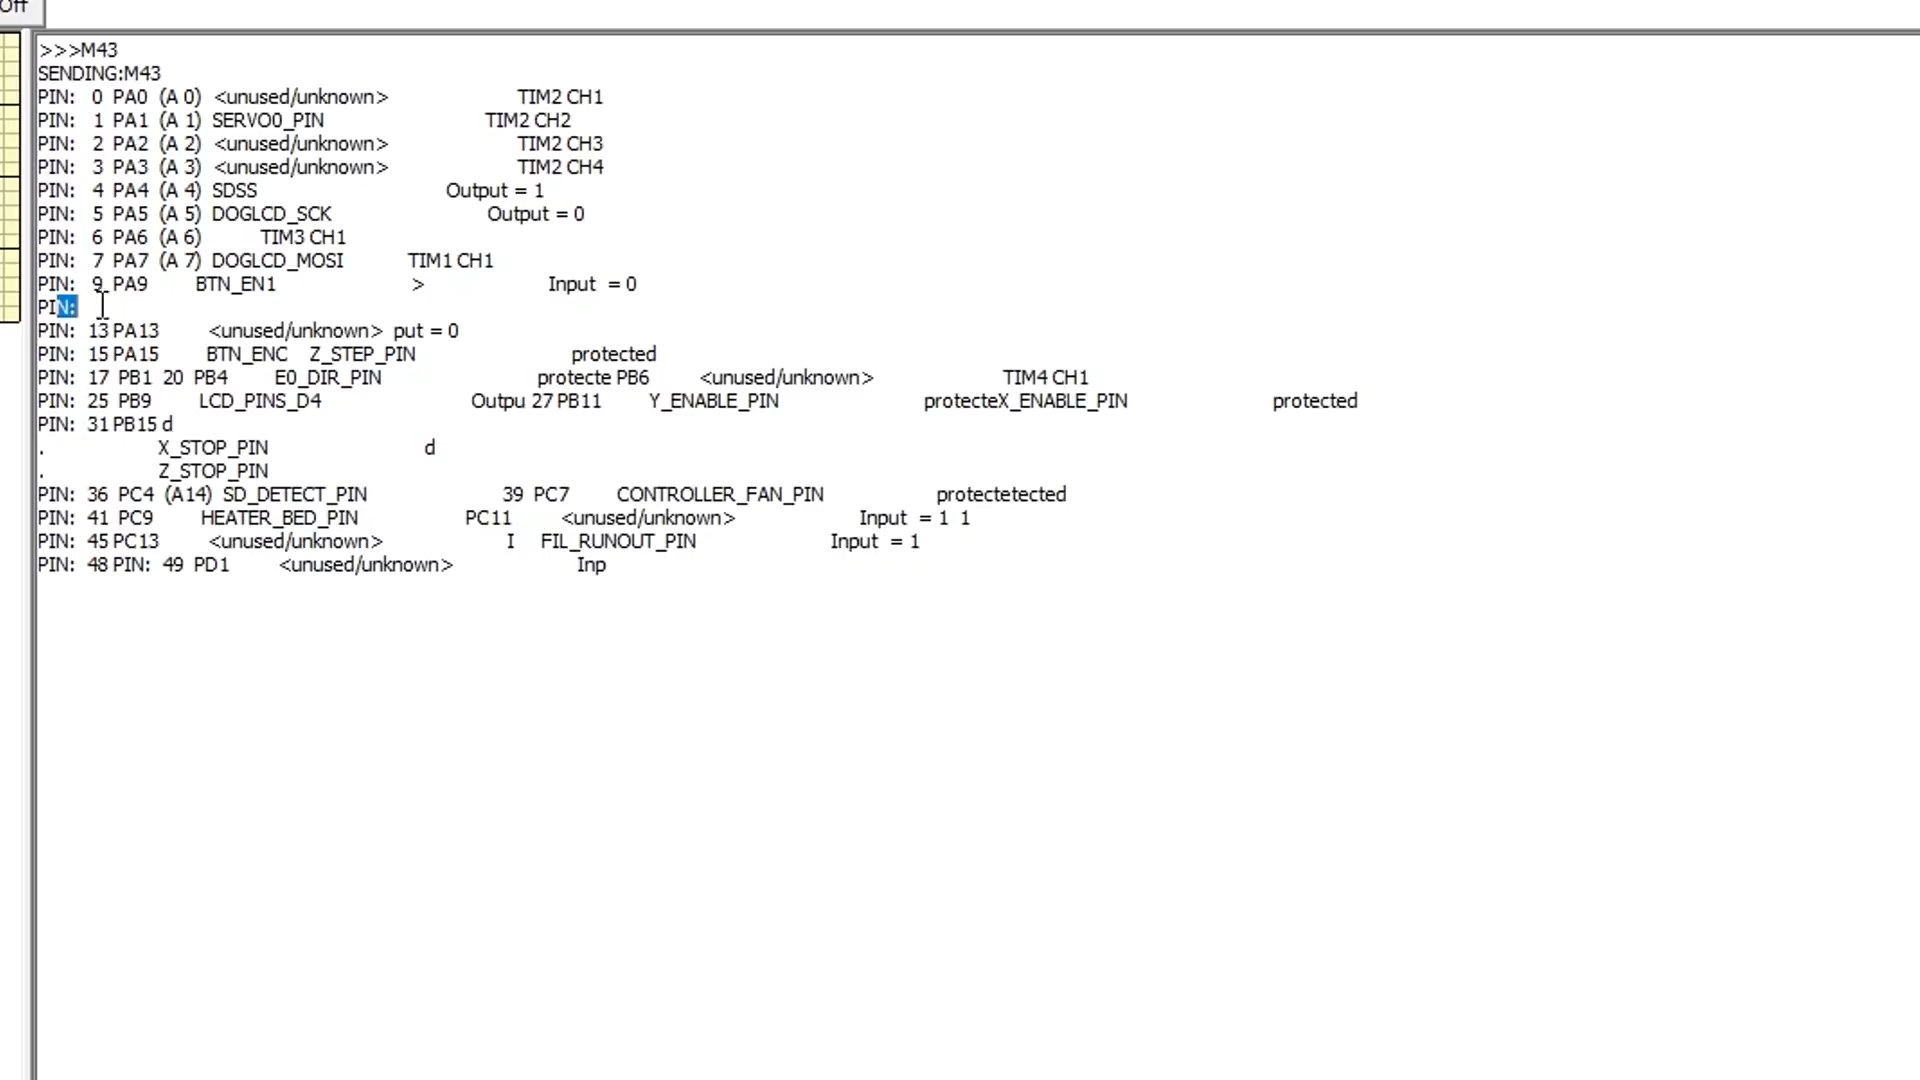 Off
>>>M43
SENDING:M43
PIN: 0 PA0 (A 0) <unused/unknown> TIM2 CH1
PIN: 1 PA1 (A 1) SERVO0_PIN TIM2 CH2
PIN: 2 PA2 (A 2) <unused/unknown> TIM2 CH3
PIN: 3 PA3 (A 3) <unused/unknown> TIM2 CH4
PIN: 4 PA4 (A 4) SDSS Output = 1
PIN: 5 PA5 (A 5) DOGLCD_SCK Output = 0
PIN: 6 PA6 (A 6) TIM3 CH1
PIN: 7 PA7 (A 7) DOGLCD_MOSI TIM1 CH1
PIN: 9 PA9 BTN_EN1 > Input = 0
PIN:
PIN: 13 PA13 <unused/unknown> put = 0
PIN: 15 PA15 BTN_ENC Z_STEP_PIN protected
PIN: 17 PB1 20 PB4 E0_DIR_PIN protecte PB6 <unused/unknown> TIM4 CH1
PIN: 25 PB9 LCD_PINS_D4 Outpu 27 PB11 Y_ENABLE_PIN protecteX_ENABLE_PIN protected
PIN: 31 PB15 d
. X_STOP_PIN d
. Z_STOP_PIN
PIN: 36 PC4 (A14) SD_DETECT_PIN 39 PC7 CONTROLLER_FAN_PIN protectetected
PIN: 41 PC9 HEATER_BED_PIN PC11 <unused/unknown> Input = 1 1
PIN: 45 PC13 <unused/unknown> I FIL_RUNOUT_PIN Input = 1
PIN: 48 PIN: 49 PD1 <unused/unknown> Inp